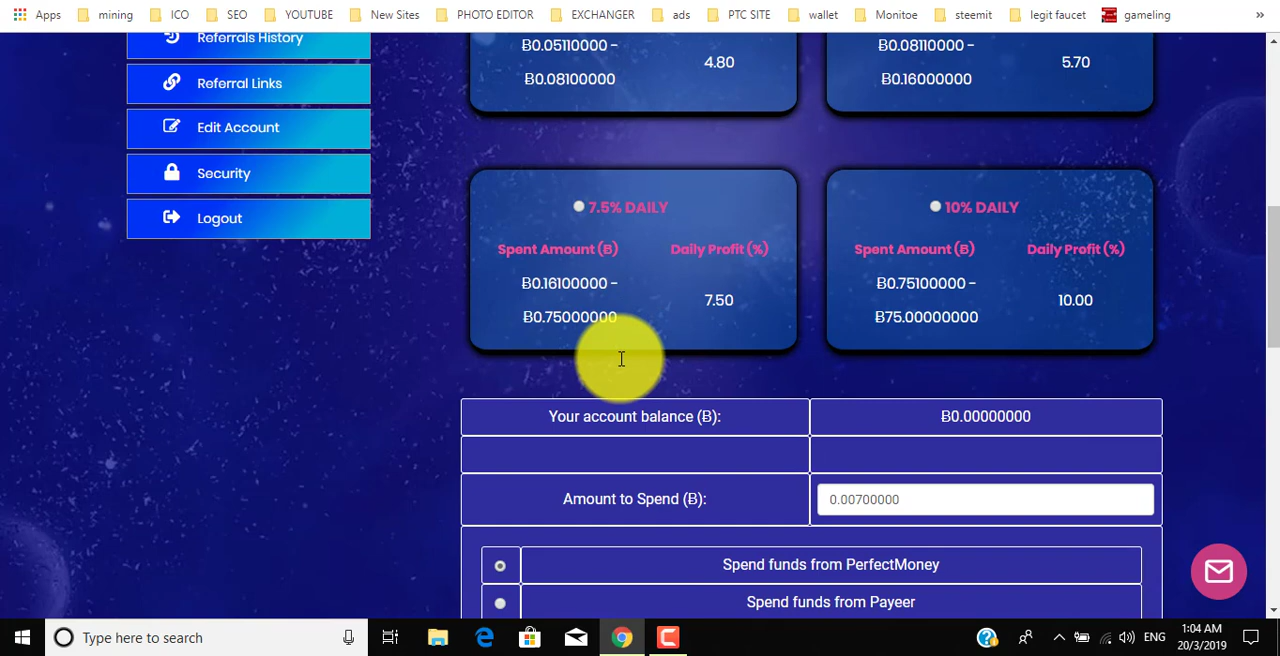 Apps mining ICO SEO YOUTUBE New Sites PHOTO EDITOR EXCHANGER ads PTC SITE wallet Monitoe steemit legit faucet gameling »
Referrals History
Referral Links
Edit Account
Security
Logout
Ƀ0.05110000 -
Ƀ0.08100000
4.80
Ƀ0.08110000 -
Ƀ0.16000000
5.70
7.5% DAILY
Spent Amount (Ƀ) Daily Profit (%)
Ƀ0.16100000 -
Ƀ0.75000000
7.50
10% DAILY
Spent Amount (Ƀ) Daily Profit (%)
Ƀ0.75100000 -
Ƀ75.00000000
10.00
Your account balance (Ƀ): Ƀ0.00000000
Amount to Spend (Ƀ): 0.00700000
Spend funds from PerfectMoney
Spend funds from Payeer
Type here to search
ENG
1:04 AM
20/3/2019